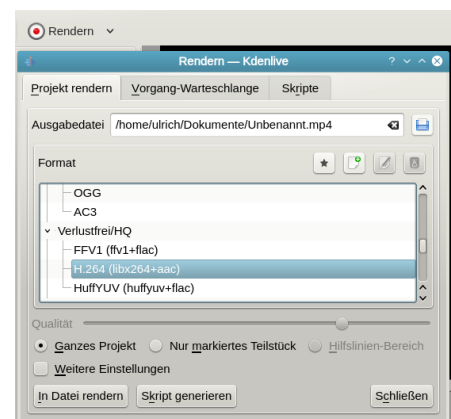 Rendern
Rendern — Kdenlive
Projekt rendern Vorgang-Warteschlange Skripte
Ausgabedatei /home/ulrich/Dokumente/Unbenannt.mp4
Format
OGG
AC3
Verlustfrei/HQ
FFV1 (ffv1+flac)
H.264 (libx264+aac)
HuffYUV (huffyuv+flac)
Qualität
Ganzes Projekt Nur markiertes Teilstück Hilfslinien-Bereich
Weitere Einstellungen
In Datei rendern Skript generieren Schließen